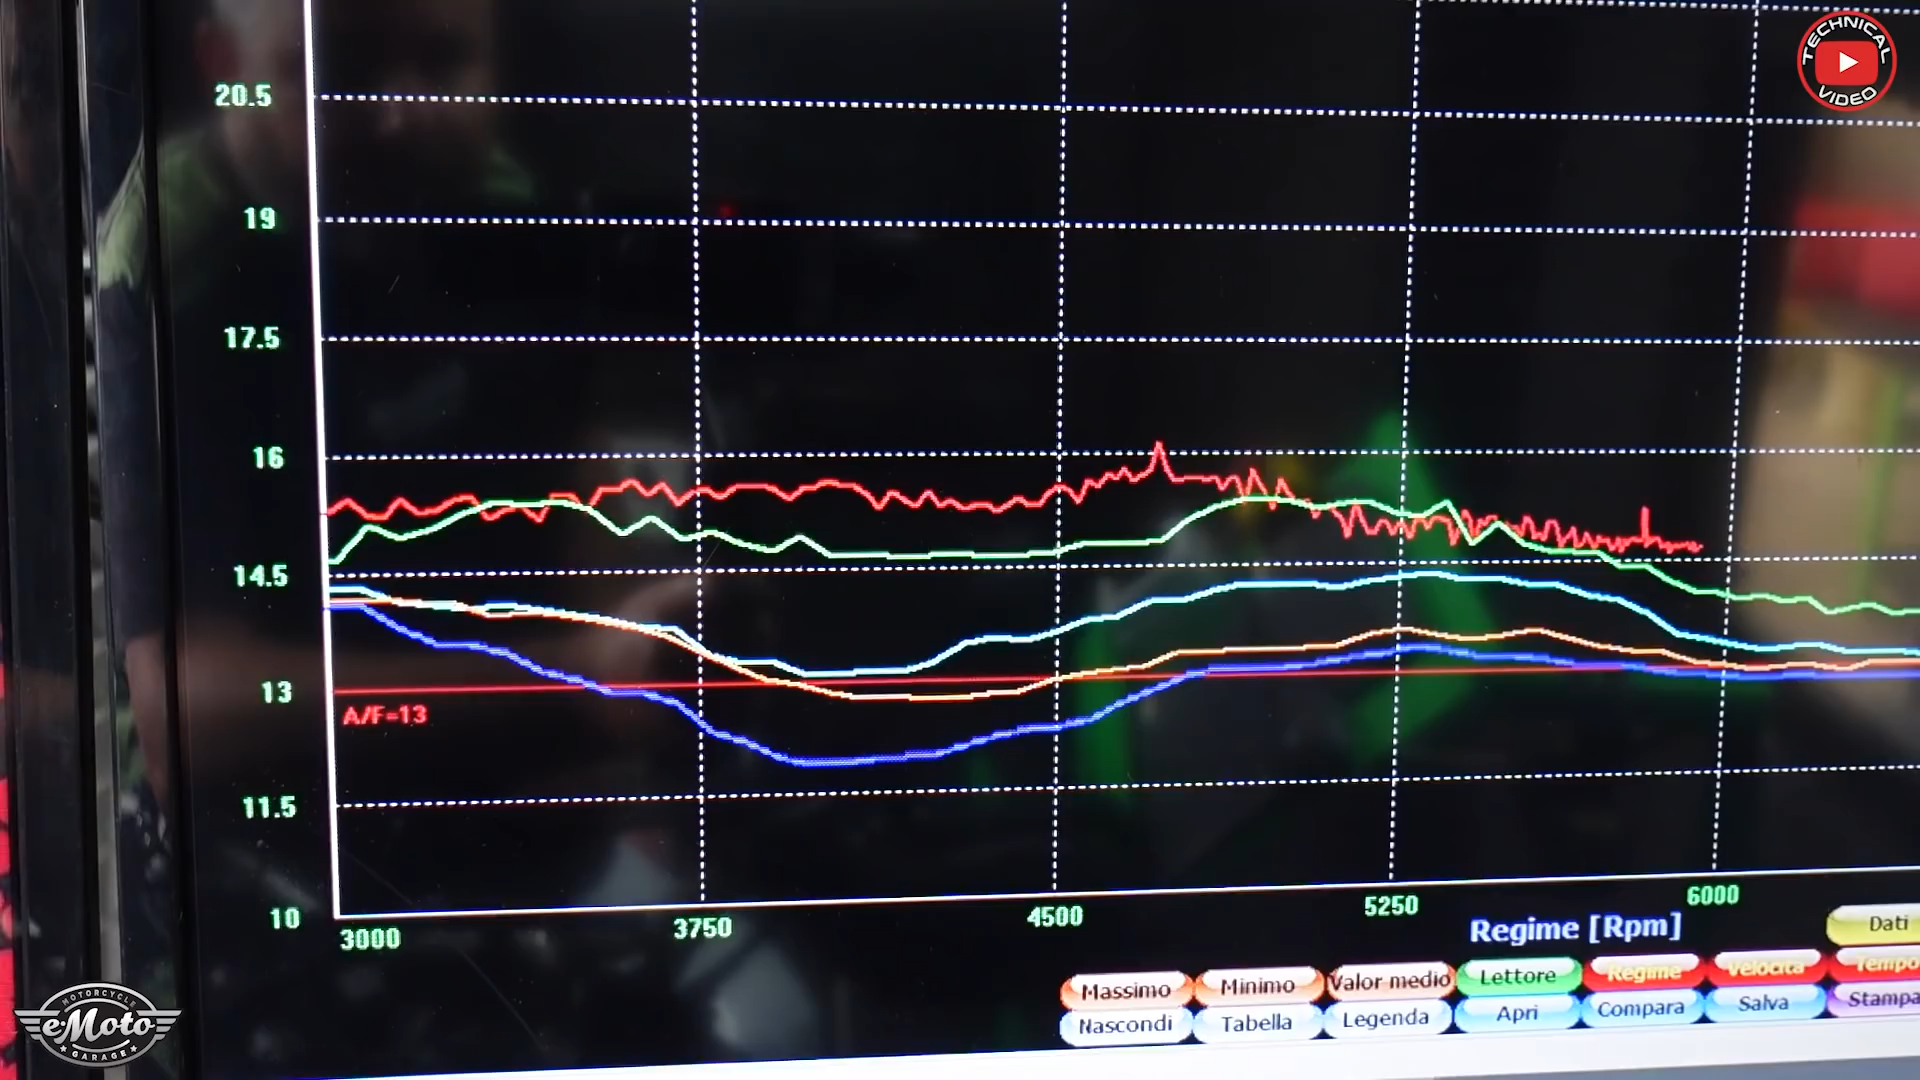 TECHNICAL
VIDEO
20.5
19
17.5
16
14.5
13
A/F=13
11.5
10
3000
3750
4500
5250
6000
Regime [Rpm]
Dati
Massimo
Minimo
Valor medio
Lettore
Regime
Velocita
Tempo
Nascondi
Tabella
Legenda
Apri
Compara
Salva
Stampa
MOTORCYCLE
e-Moto
GARAGE